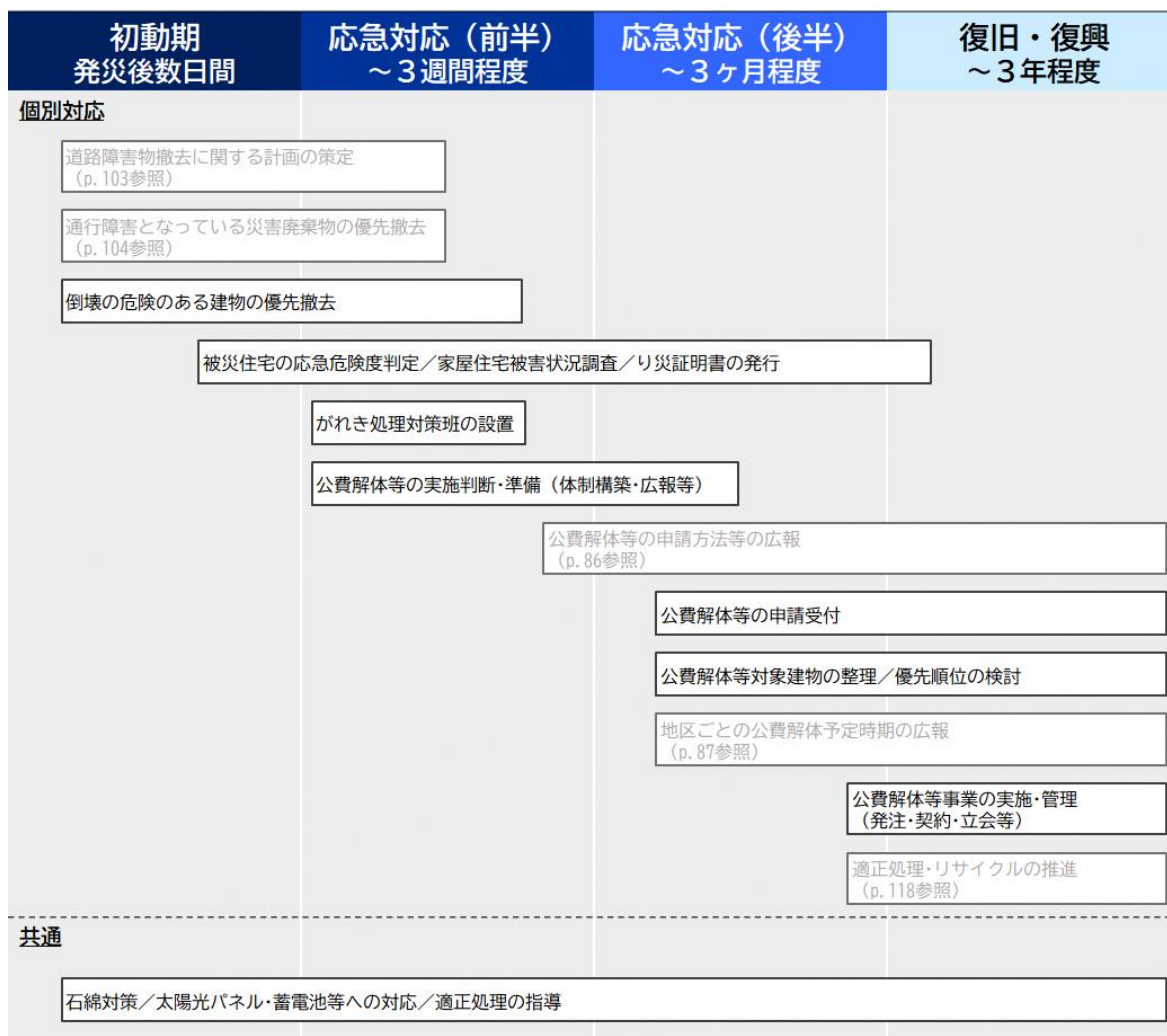 初動期
発災後数日間
応急対応（前半）
～３週間程度
応急対応（後半）
～３ヶ月程度
復旧・復興
～３年程度
個別対応
道路障害物撤去に関する計画の策定
（p.103参照）
通行障害となっている災害廃棄物の優先撤去
（p.104参照）
倒壊の危険のある建物の優先撤去
被災住宅の応急危険度判定／家屋住宅被害状況調査／り災証明書の発行
がれき処理対策班の設置
公費解体等の実施判断･準備（体制構築･広報等）
公費解体等の申請方法等の広報
（p.86参照）
公費解体等の申請受付
公費解体等対象建物の整理／優先順位の検討
地区ごとの公費解体予定時期の広報
（p.87参照）
公費解体等事業の実施･管理
（発注･契約･立会等）
適正処理･リサイクルの推進
（p.118参照）
共通
石綿対策／太陽光パネル･蓄電池等への対応／適正処理の指導